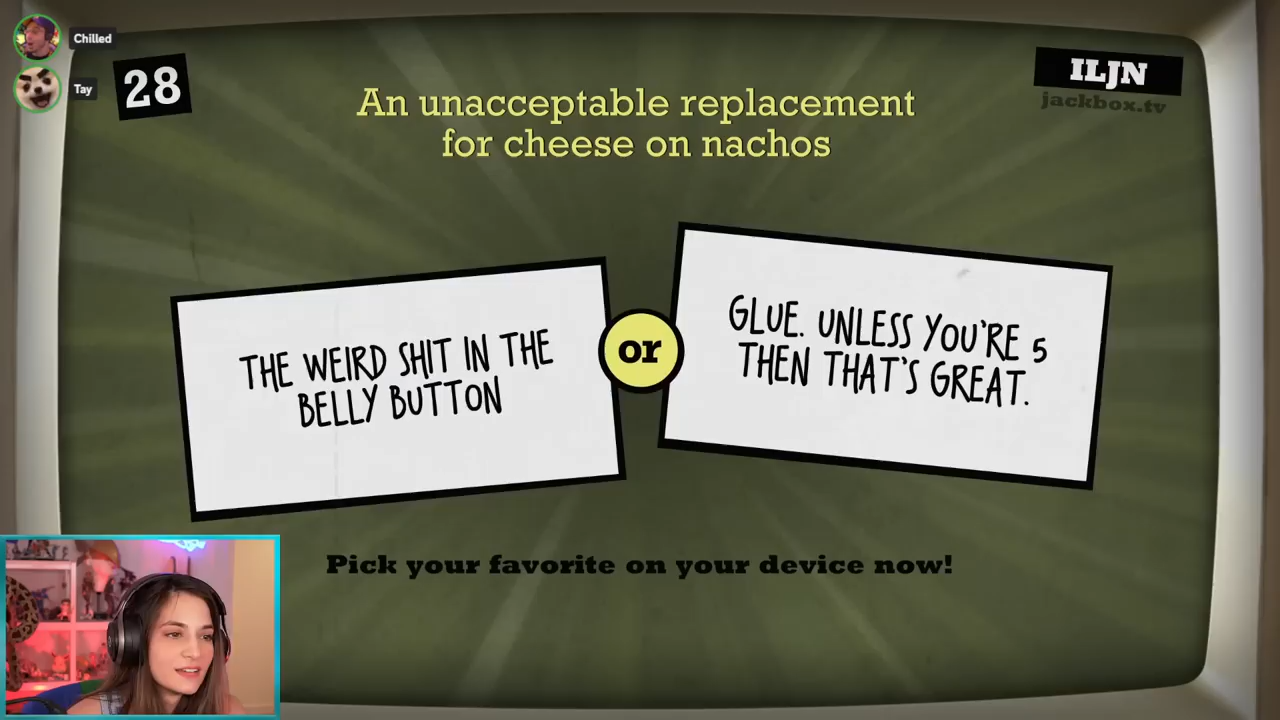 Chilled
Tay
28
ILJN
jackbox.tv
An unacceptable replacement
for cheese on nachos
THE WEIRD SHIT IN THE
BELLY BUTTON
or
GLUE. UNLESS YOU'RE 5
THEN THAT'S GREAT.
Pick your favorite on your device now!